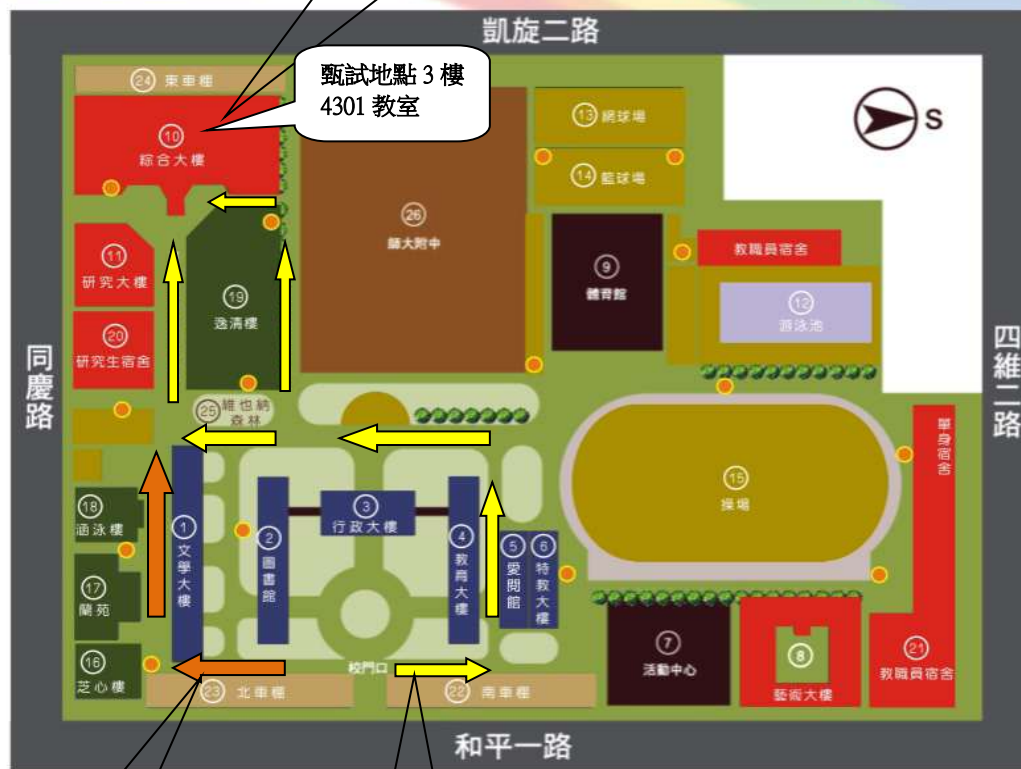 凱旋二路
24 東車棚
甄試地點 3 樓
4301 教室
10
綜合大樓
13 網球場
14 籃球場
S
26
師大附中
11
研究大樓
19
逸清樓
9
體育館
教職員宿舍
12
游泳池
20
研究生宿舍
同慶路
四維二路
25 維也納
森林
單身宿舍
15
操場
18
涵泳樓
1
文學大樓
2
圖書館
3
行政大樓
4
教育大樓
5
愛閱館
6
特教大樓
17
蘭苑
16
芝心樓
校門口
7
活動中心
8
藝術大樓
21
教職員宿舍
23 北車棚
22 南車棚
和平一路